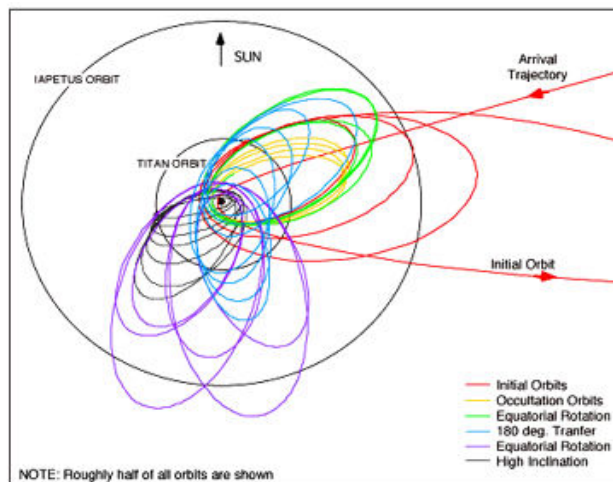 Arrival
Trajectory
SUN
IAPETUS ORBIT
TITAN ORBIT
Initial Orbit
Initial Orbits
Occultation Orbits
Equatorial Rotation
180 deg. Tranfer
Equatorial Rotation
High Inclination
NOTE: Roughly half of all orbits are shown